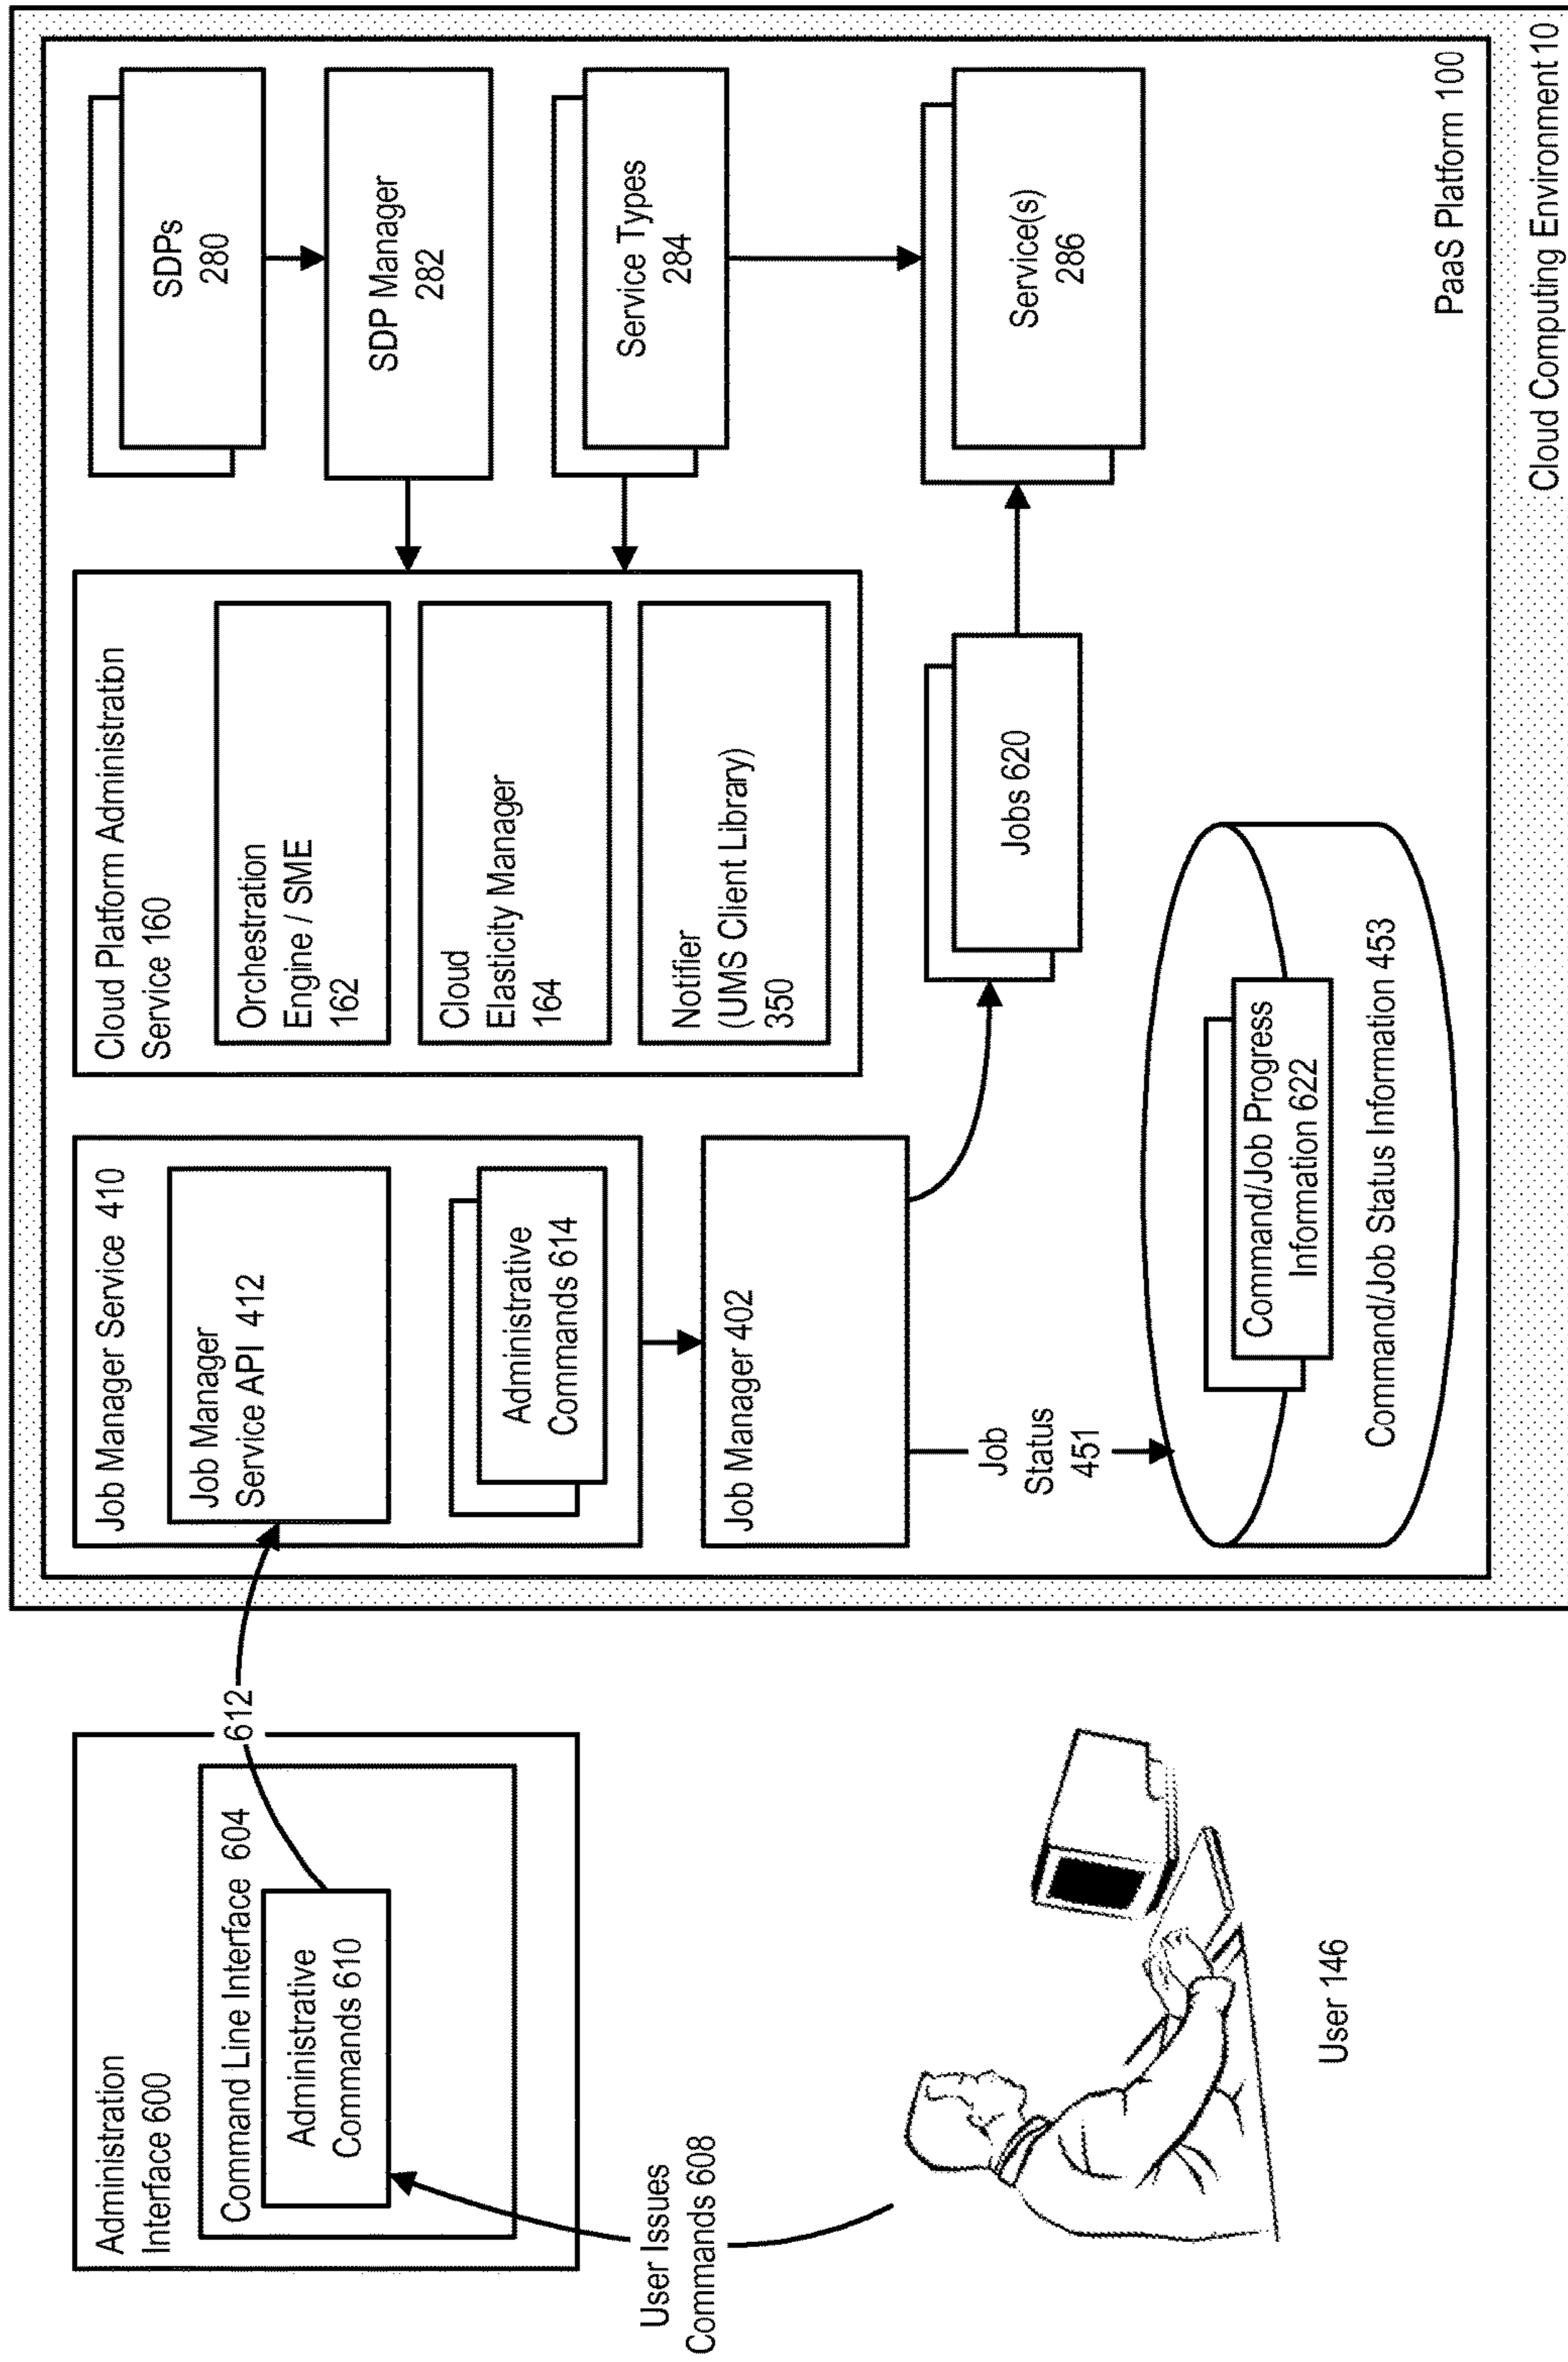 Administration
Interface 600
Command Line Interface 604
Administrative
Commands 610
612
User Issues
Commands 608
User 146
Job Manager Service 410
Job Manager
Service API 412
Administrative
Commands 614
Job Manager 402
Job
Status
451
Command/Job Progress
Information 622
Command/Job Status Information 453
Cloud Platform Administration
Service 160
Orchestration
Engine / SME
162
Cloud
Elasticity Manager
164
Notifier
(UMS Client Library)
350
Jobs 620
SDPs
280
SDP Manager
282
Service Types
284
Service(s)
286
PaaS Platform 100
Cloud Computing Environment 10